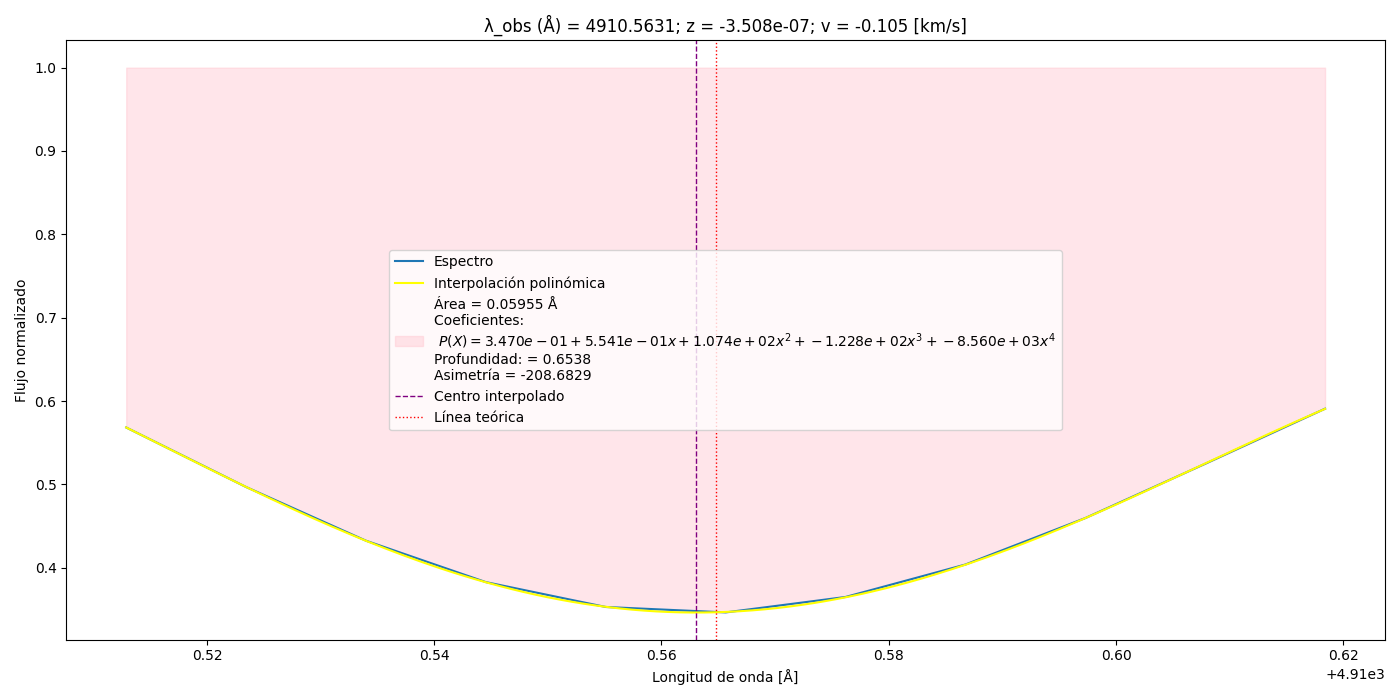 λ_obs (Å) = 4910.5631; z = -3.508e-07; v = -0.105 [km/s]
1.0
0.9
0.8
0.7
0.6
0.5
0.4
Flujo normalizado
Espectro
Interpolación polinómica
Área = 0.05955 Å
Coeficientes:
P(X) = 3.470e − 01 + 5.541e − 01x + 1.074e + 02x² + −1.228e + 02x³ + −8.560e + 03x⁴
Profundidad: = 0.6538
Asimetría = -208.6829
Centro interpolado
Línea teórica
0.52 0.54 0.56 0.58 0.60 0.62
+4.91e3
Longitud de onda [Å]